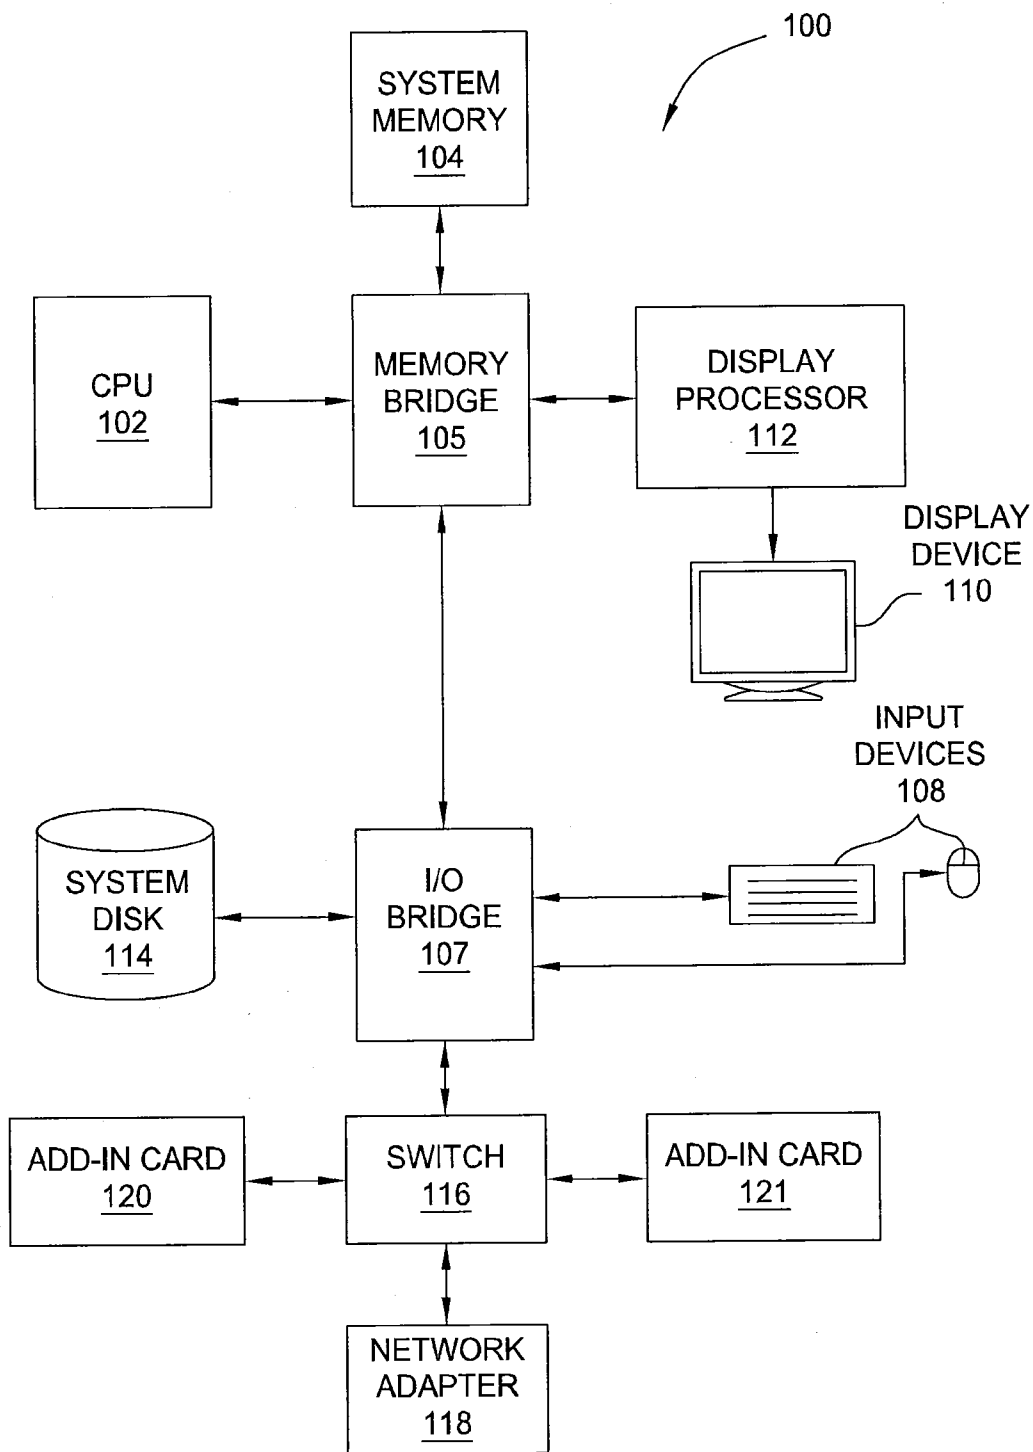 100
SYSTEM
MEMORY
104
CPU
102
MEMORY
BRIDGE
105
DISPLAY
PROCESSOR
112
DISPLAY
DEVICE
110
INPUT
DEVICES
108
SYSTEM
DISK
114
I/O
BRIDGE
107
ADD-IN CARD
120
SWITCH
116
ADD-IN CARD
121
NETWORK
ADAPTER
118